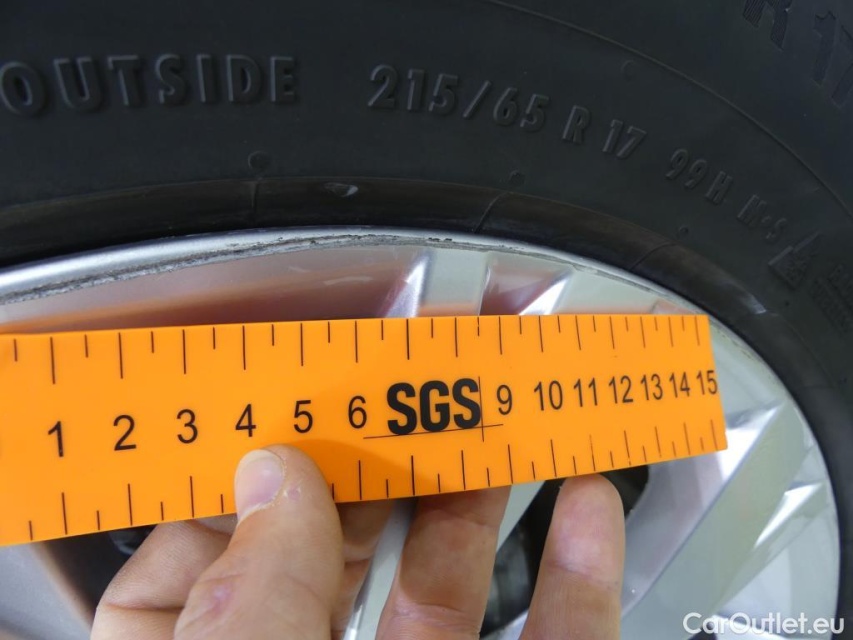 OUTSIDE 215/65 R 17 99H M+S
R 17
1 2 3 4 5 6 SGS 9 10 11 12 13 14 15
CarOutlet.eu